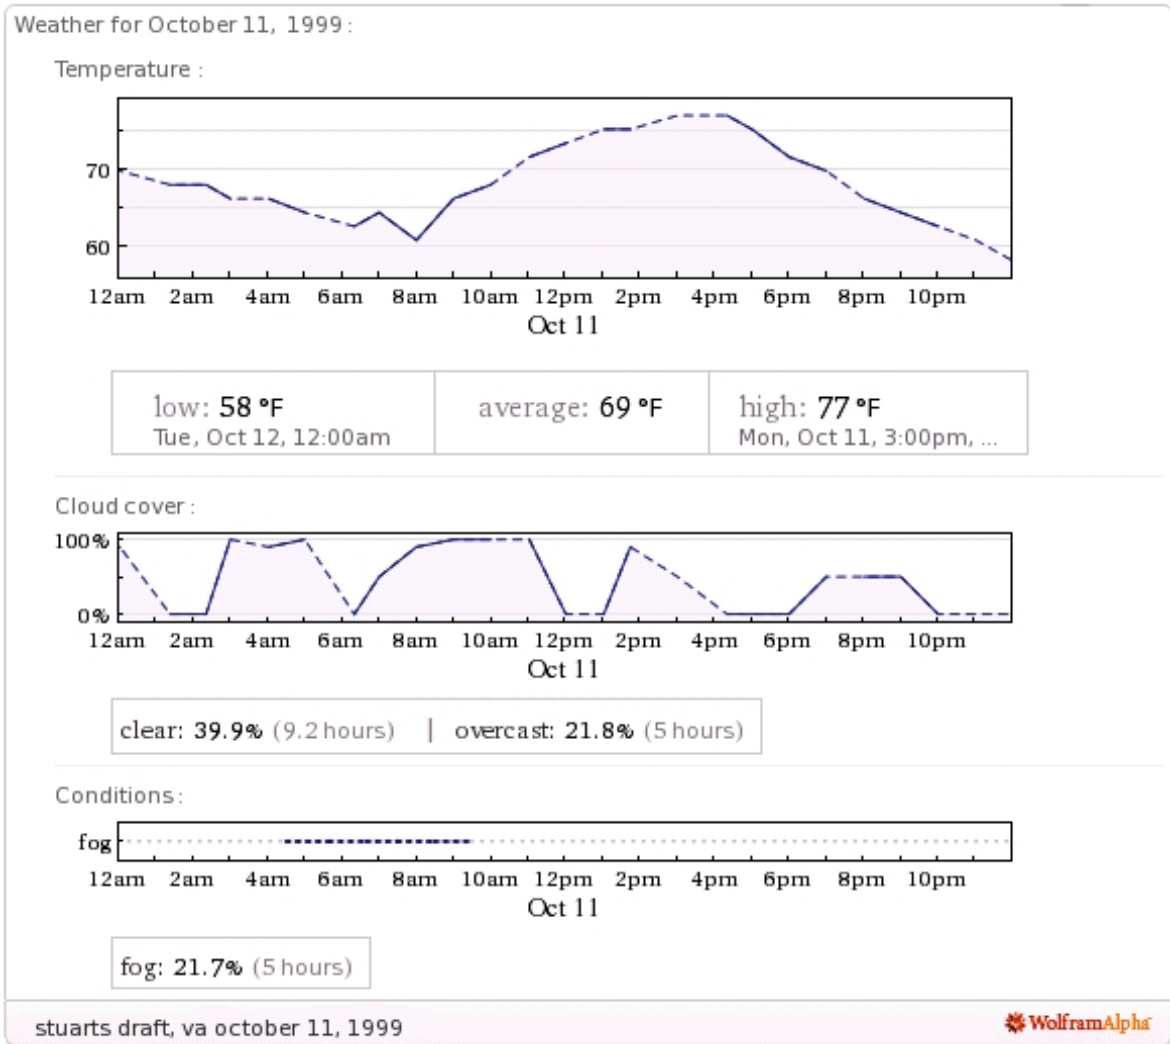 Weather for October 11, 1999:
Temperature:
70
60
12am 2am 4am 6am 8am 10am 12pm 2pm 4pm 6pm 8pm 10pm
Oct 11
low: 58 °F average: 69 °F high: 77 °F
Tue, Oct 12, 12:00am Mon, Oct 11, 3:00pm, ...
Cloud cover:
100%
0%
12am 2am 4am 6am 8am 10am 12pm 2pm 4pm 6pm 8pm 10pm
Oct 11
clear: 39.9% (9.2 hours) | overcast: 21.8% (5 hours)
Conditions:
fog
12am 2am 4am 6am 8am 10am 12pm 2pm 4pm 6pm 8pm 10pm
Oct 11
fog: 21.7% (5 hours)
stuarts draft, va october 11, 1999 WolframAlpha